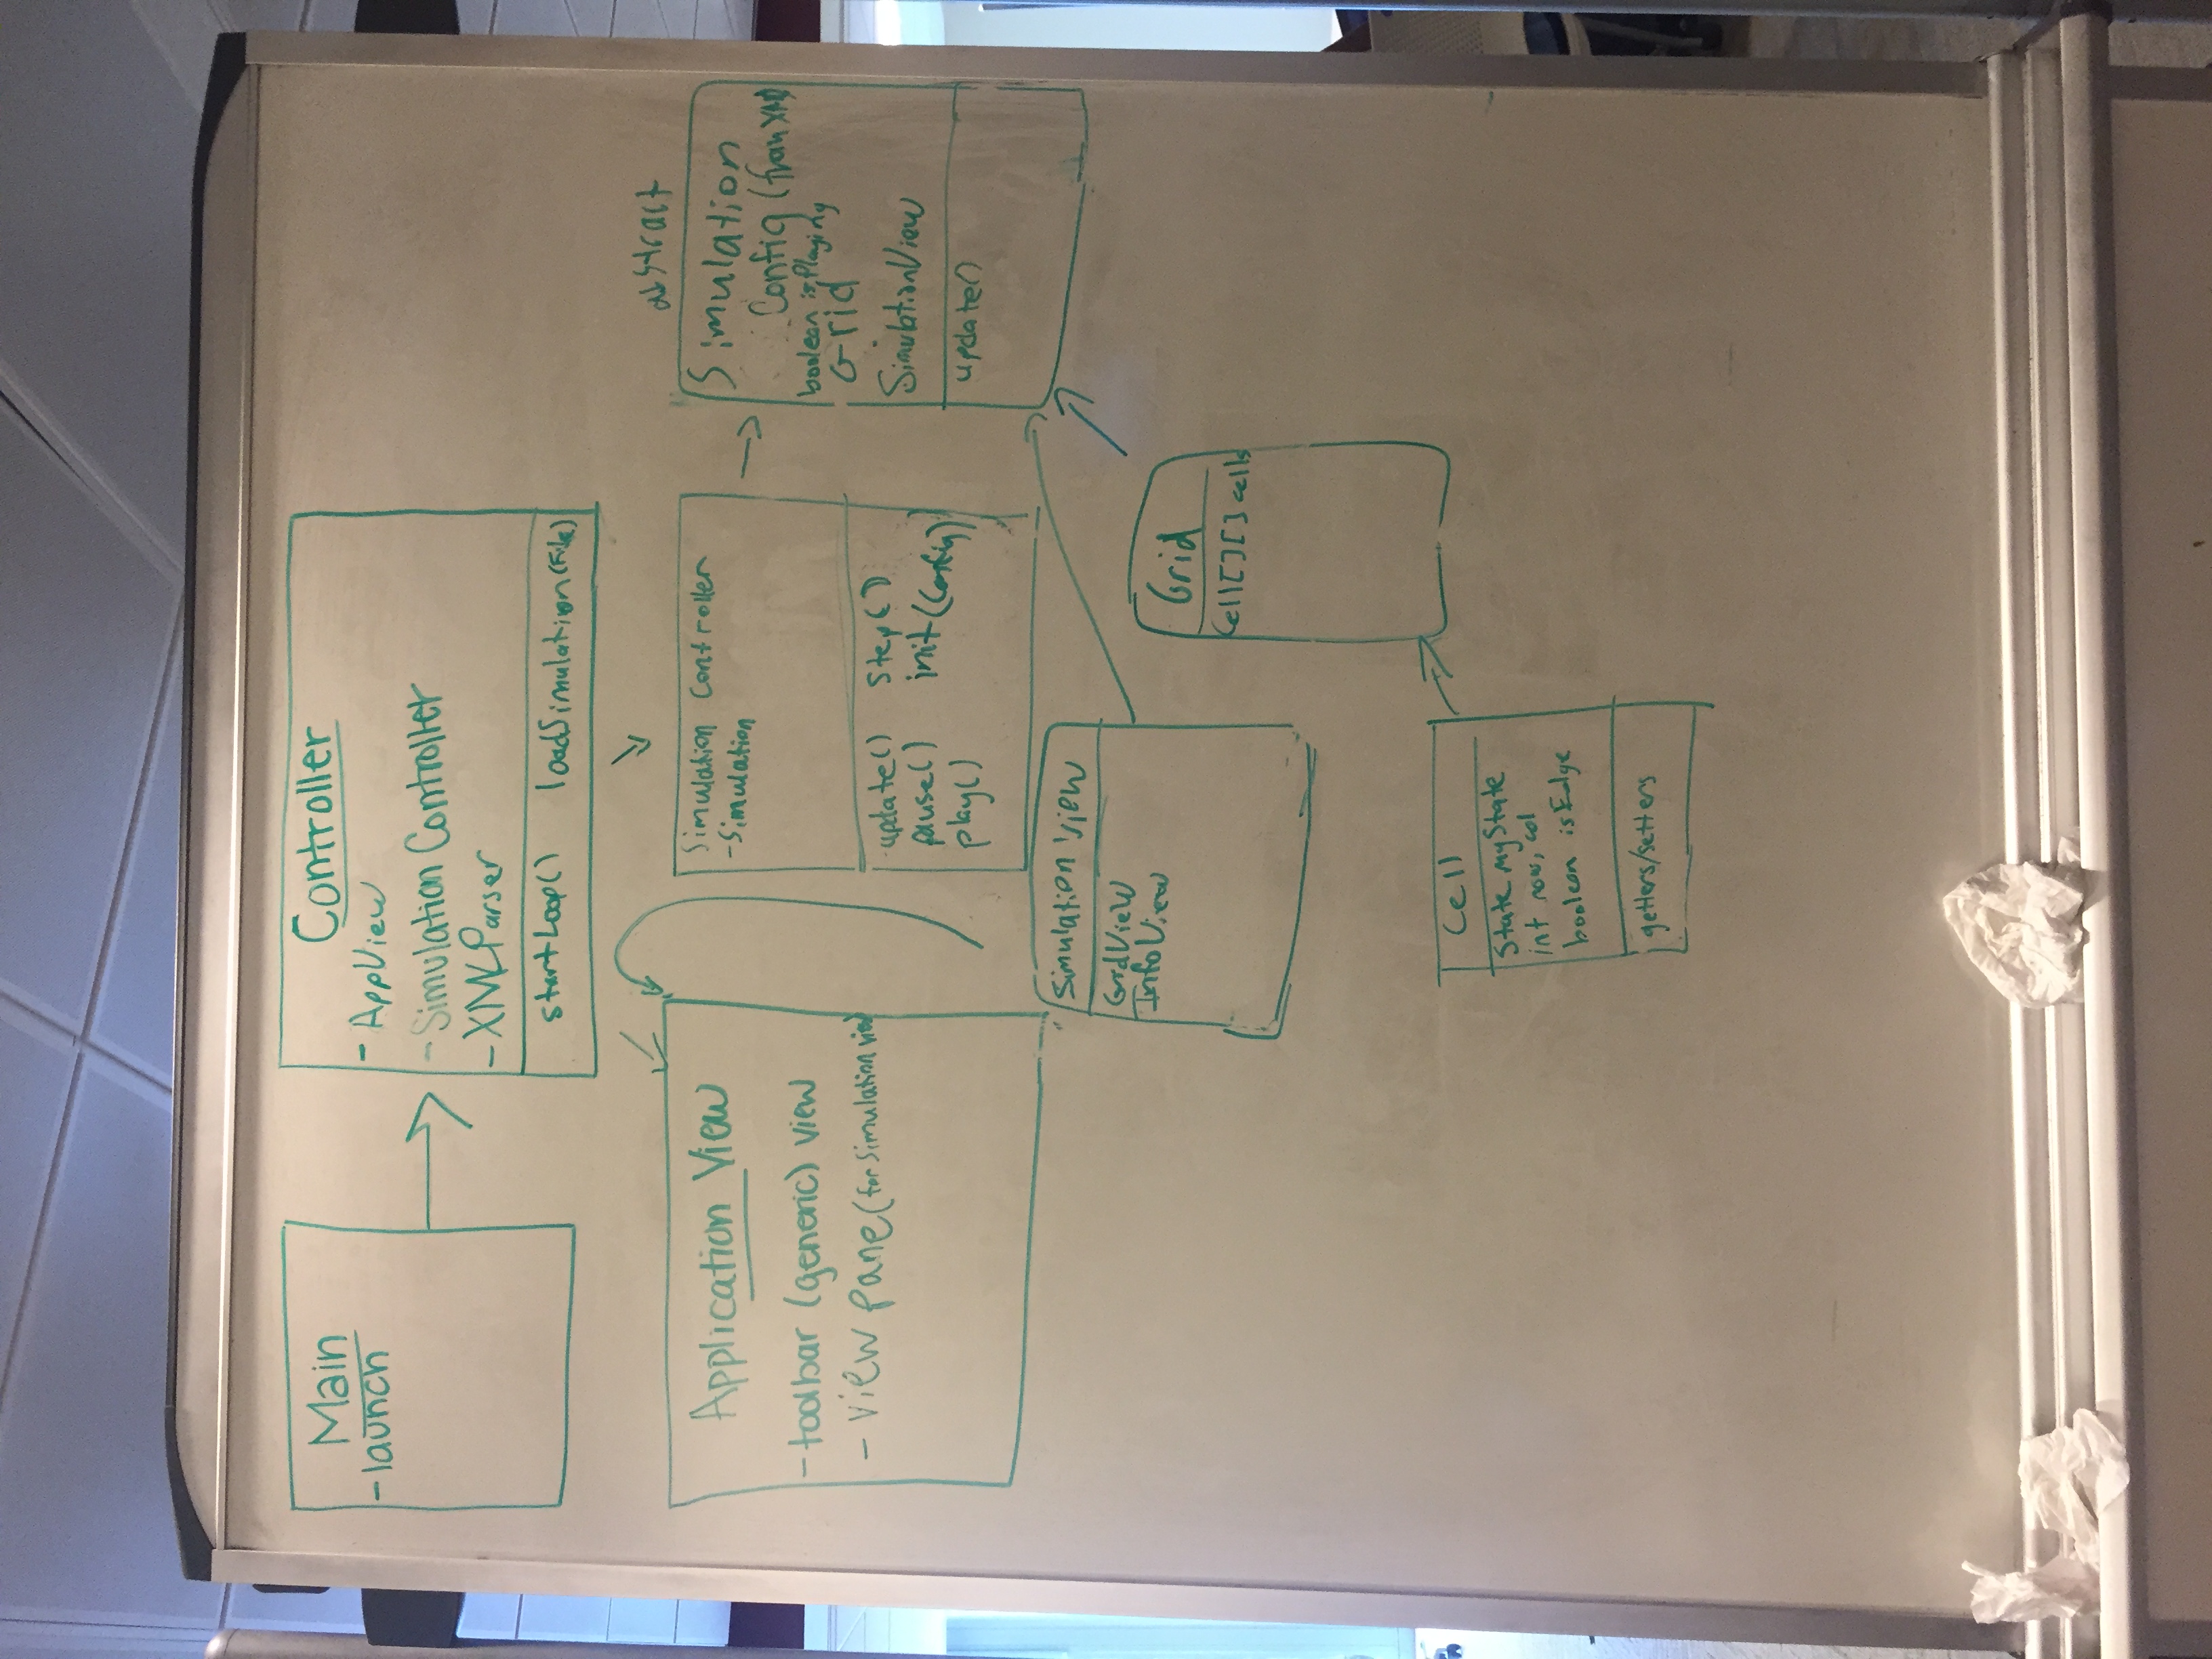 Main
- launch
Controller
- AppView
- Simulation Controller
- XMLParser
startLoop() loadSimulation(File)
Application View
- toolbar (generic) view
- view pane (for simulation view)
Simulation Controller
- Simulation
update() step()
pause() init(Config)
play()
abstract
Simulation
Config (from XML)
boolean isPlaying
Grid
SimulationView
update()
Simulation View
GridView
InfoView
Grid
Cell[][] cells
Cell
State myState
int row, col
boolean isEdge
getters/setters